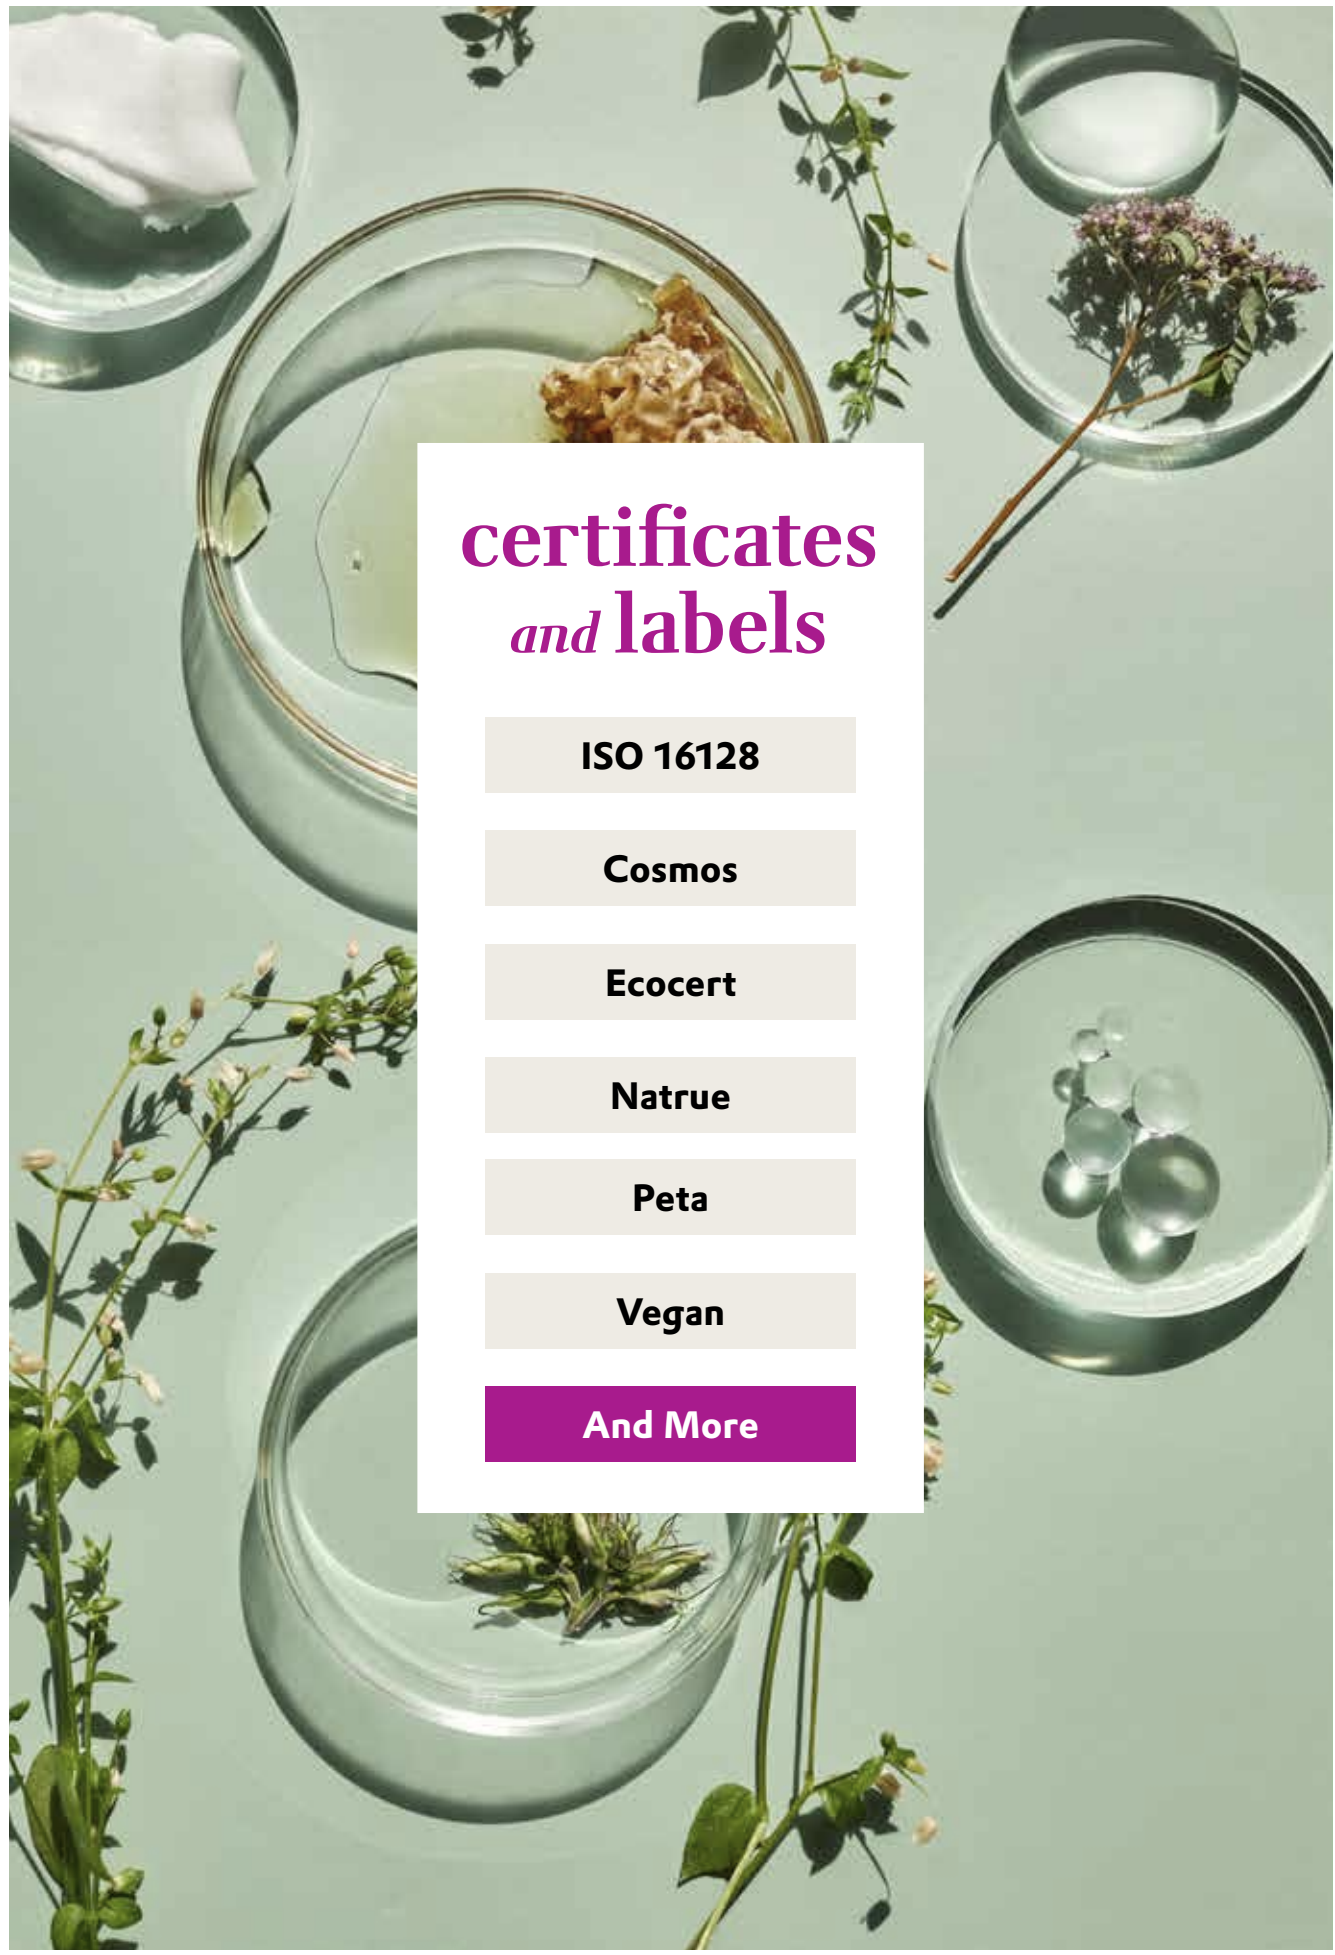 certificates
and labels
ISO 16128
Cosmos
Ecocert
Natrue
Peta
Vegan
And More